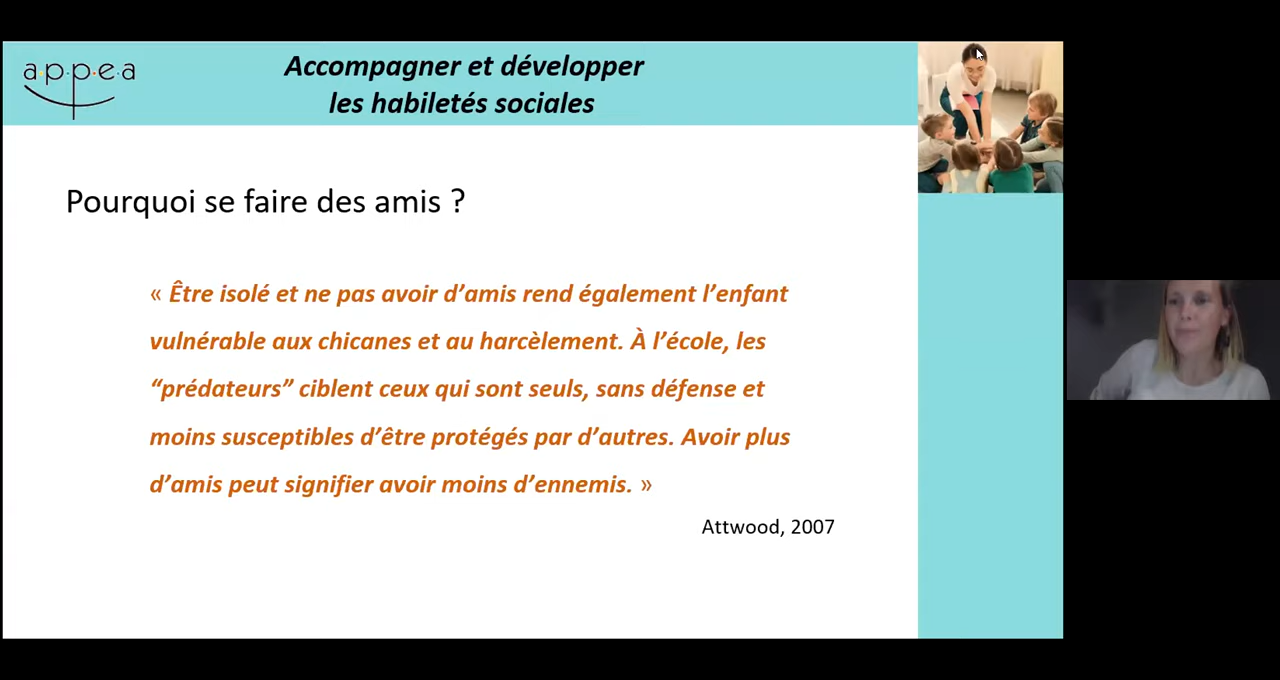 a·p·p·e·a
Accompagner et développer
les habiletés sociales
Pourquoi se faire des amis ?
« Être isolé et ne pas avoir d’amis rend également l’enfant
vulnérable aux chicanes et au harcèlement. À l’école, les
“prédateurs” ciblent ceux qui sont seuls, sans défense et
moins susceptibles d’être protégés par d’autres. Avoir plus
d’amis peut signifier avoir moins d’ennemis. »
Attwood, 2007